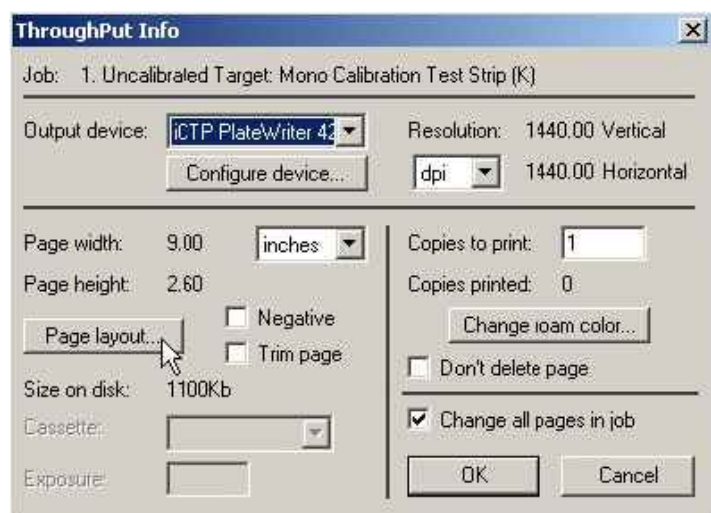 ThroughPut Info
Job: 1. Uncalibrated Target: Mono Calibration Test Strip (K)
Output device: iCTP PlateWriter 42
Configure device...
Resolution: 1440.00 Vertical
dpi 1440.00 Horizontal
Page width: 9.00 inches
Page height: 2.60
Page layout...
Negative
Trim page
Size on disk: 1100Kb
Cassette:
Exposure:
Copies to print: 1
Copies printed: 0
Change roam color...
Don't delete page
Change all pages in job
OK Cancel